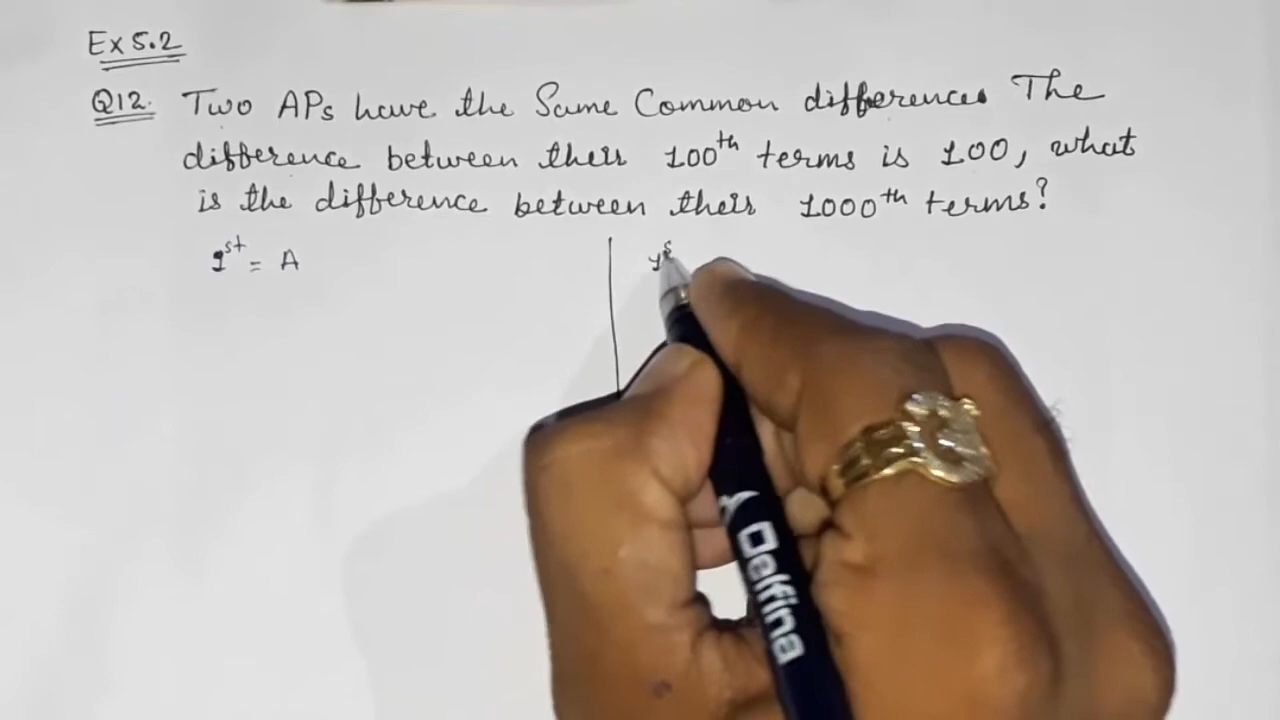 Ex 5.2
Q12. Two APs have the Same Common difference. The
difference between their 100th terms is 100, what
is the difference between their 1000th terms?
1st = A
1s
Delfina